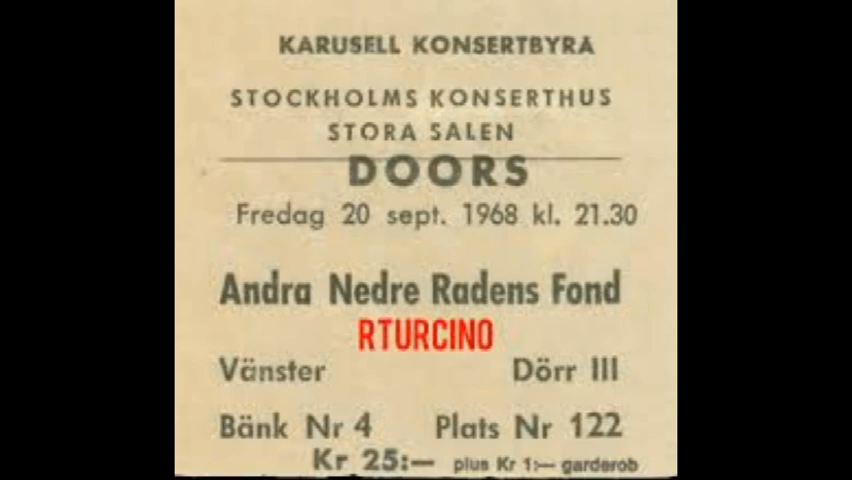 KARUSELL KONSERTBYRÅ
STOCKHOLMS KONSERTHUS
STORA SALEN
DOORS
Fredag 20 sept. 1968 kl. 21.30
Andra Nedre Radens Fond
RTURCINO
Vänster Dörr III
Bänk Nr 4 Plats Nr 122
Kr 25:— plus Kr 1:— garderob